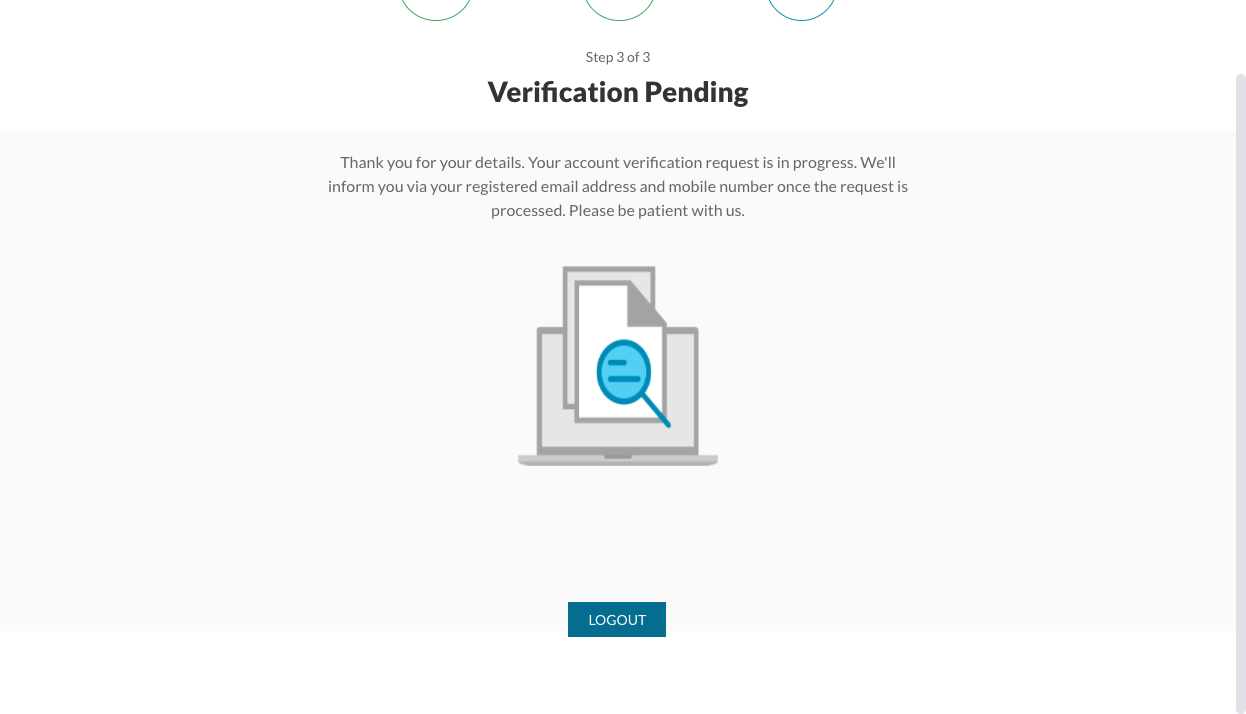 Step 3 of 3
Verification Pending
Thank you for your details. Your account verification request is in progress. We'll
inform you via your registered email address and mobile number once the request is
processed. Please be patient with us.
LOGOUT